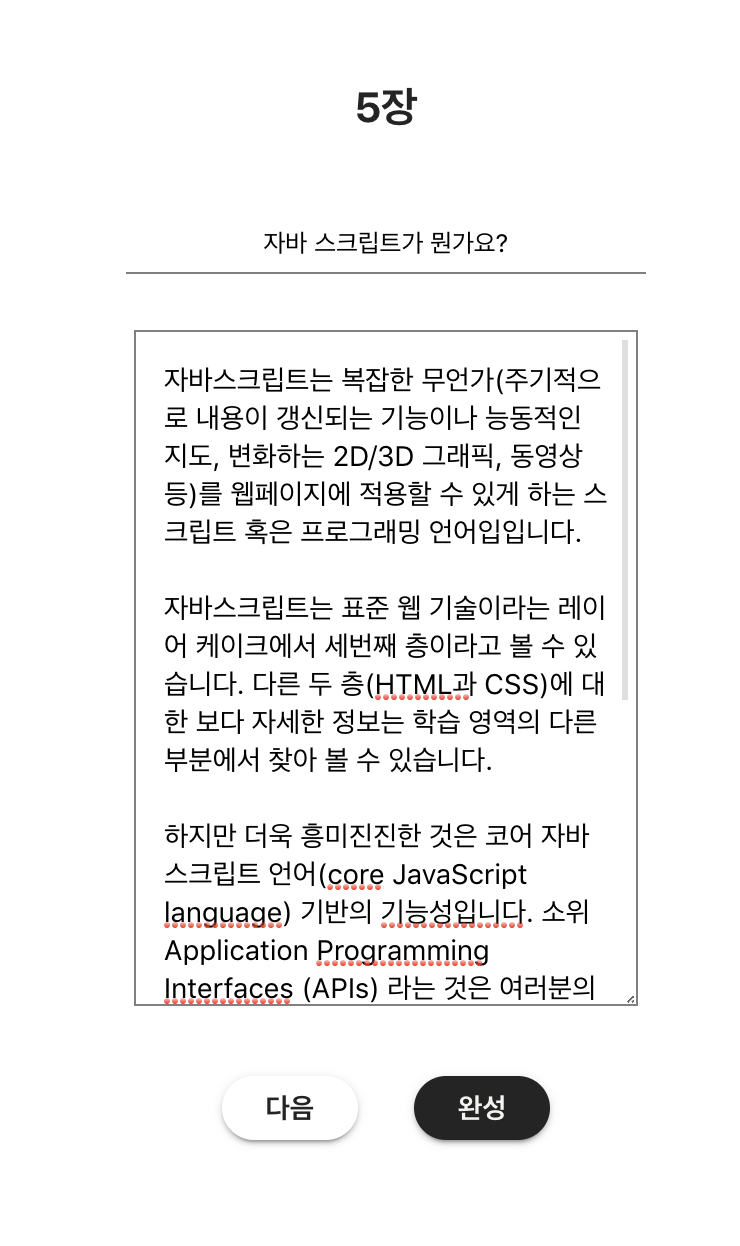 5장
자바 스크립트가 뭔가요?
자바스크립트는 복잡한 무언가(주기적으
로 내용이 갱신되는 기능이나 능동적인
지도, 변화하는 2D/3D 그래픽, 동영상
등)를 웹페이지에 적용할 수 있게 하는 스
크립트 혹은 프로그래밍 언어입입니다.
자바스크립트는 표준 웹 기술이라는 레이
어 케이크에서 세번째 층이라고 볼 수 있
습니다. 다른 두 층(HTML과 CSS)에 대
한 보다 자세한 정보는 학습 영역의 다른
부분에서 찾아 볼 수 있습니다.
하지만 더욱 흥미진진한 것은 코어 자바
스크립트 언어(core JavaScript
language) 기반의 기능성입니다. 소위
Application Programming
Interfaces (APIs) 라는 것은 여러분의
다음
완성